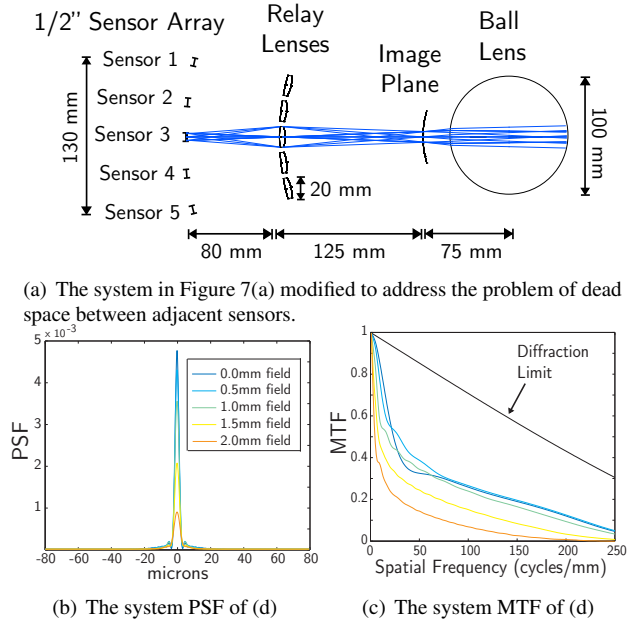 1/2" Sensor Array
Relay
Lenses
Image
Plane
Ball
Lens
Sensor 1
Sensor 2
Sensor 3
Sensor 4
Sensor 5
130 mm
20 mm
100 mm
80 mm
125 mm
75 mm
(a) The system in Figure 7(a) modified to address the problem of dead
space between adjacent sensors.
5 × 10⁻³
4
3
2
1
PSF
0.0mm field
0.5mm field
1.0mm field
1.5mm field
2.0mm field
-80 -60 -40 -20 0 20 40 60 80
microns
(b) The system PSF of (d)
1
0.8
0.6
0.4
0.2
0
MTF
Diffraction
Limit
0 50 100 150 200 250
Spatial Frequency (cycles/mm)
(c) The system MTF of (d)